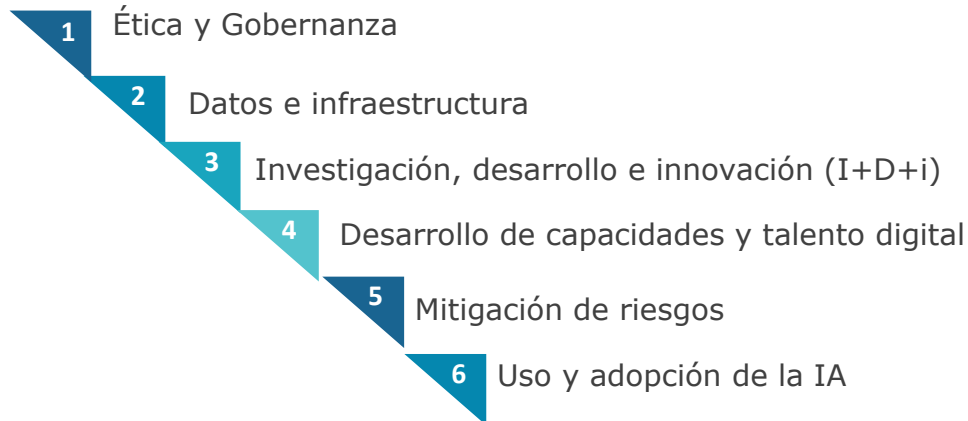 1 Ética y Gobernanza
2 Datos e infraestructura
3 Investigación, desarrollo e innovación (I+D+i)
4 Desarrollo de capacidades y talento digital
5 Mitigación de riesgos
6 Uso y adopción de la IA